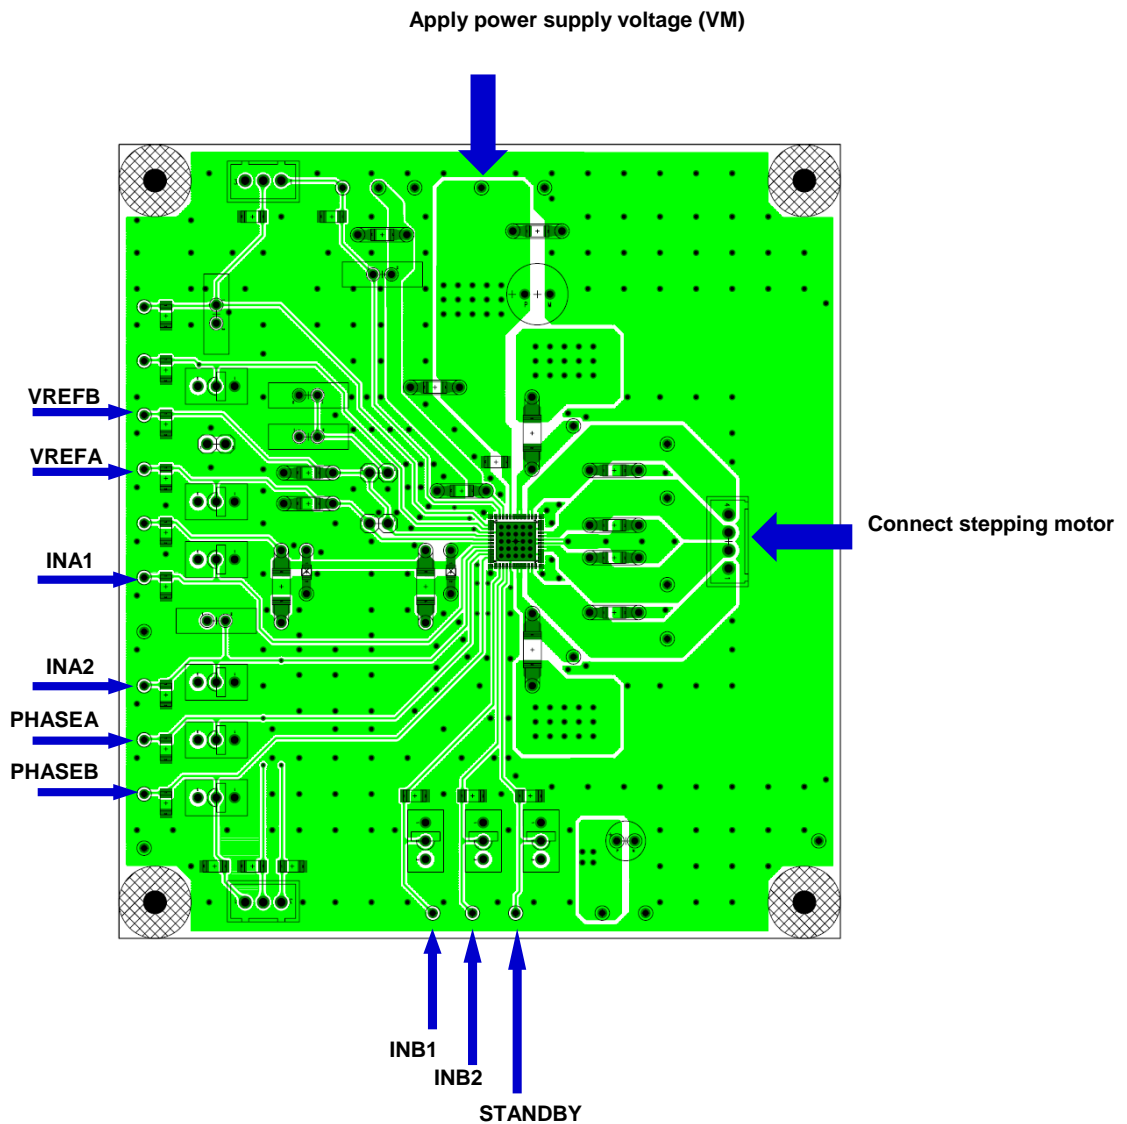 Apply power supply voltage (VM)
VREFB
VREFA
Connect stepping motor
INA1
INA2
PHASEA
PHASEB
INB1
INB2
STANDBY